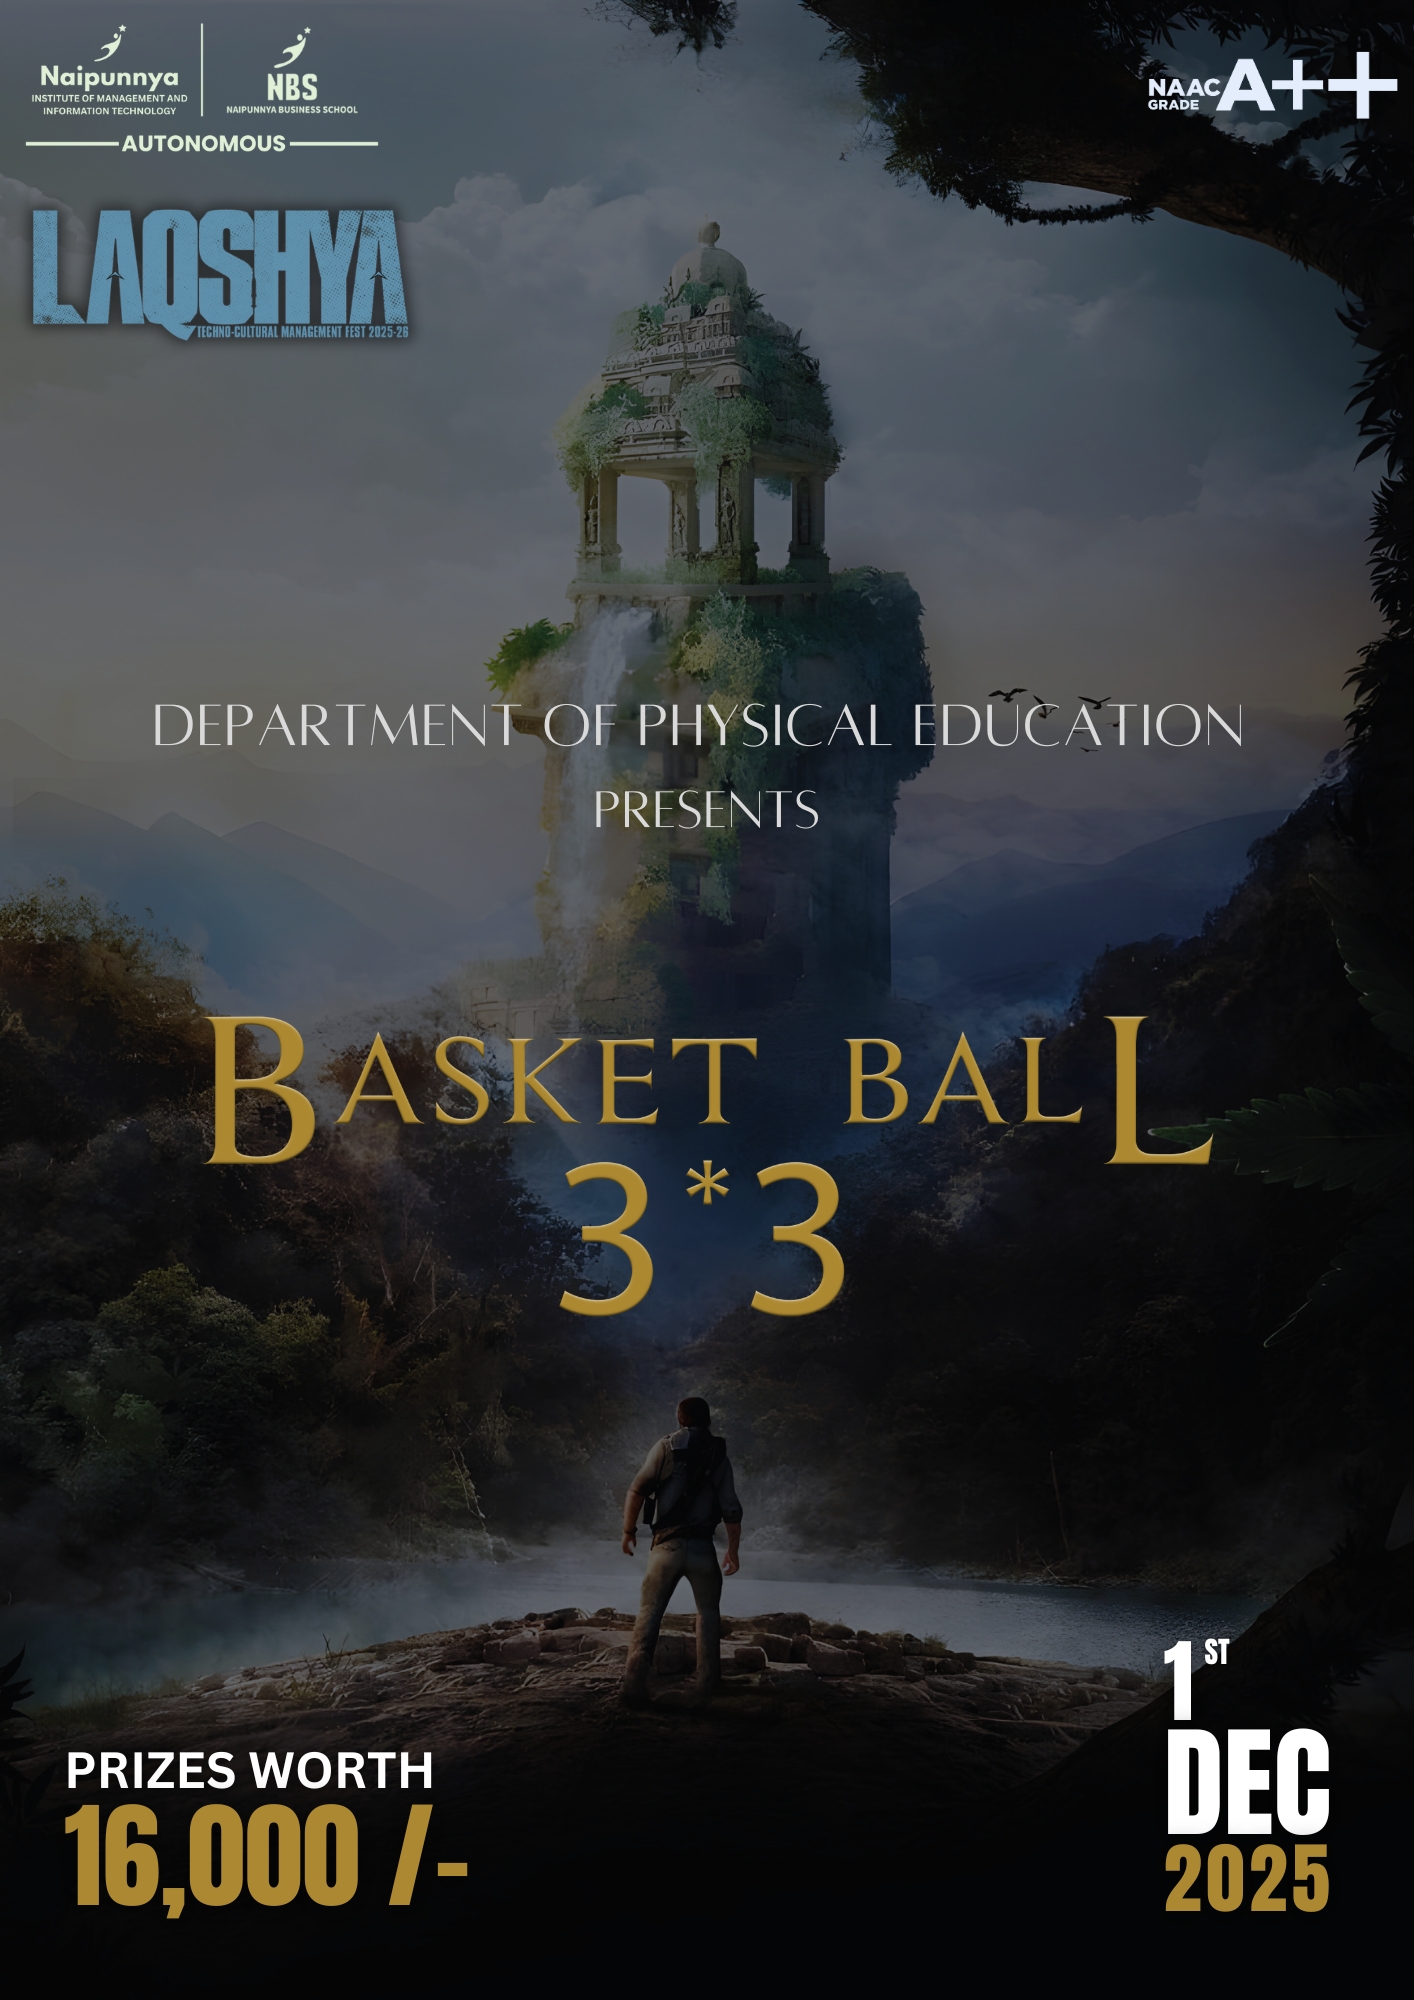 Naipunnya
INSTITUTE OF MANAGEMENT AND
INFORMATION TECHNOLOGY
NBS
NAIPUNNYA BUSINESS SCHOOL
AUTONOMOUS
NAAC
GRADE
A++
LAQSHYA
TECHNO-CULTURAL MANAGEMENT FEST 2025-26
DEPARTMENT OF PHYSICAL EDUCATION
PRESENTS
BASKET BALL
3*3
PRIZES WORTH
16,000 /-
1ST
DEC
2025